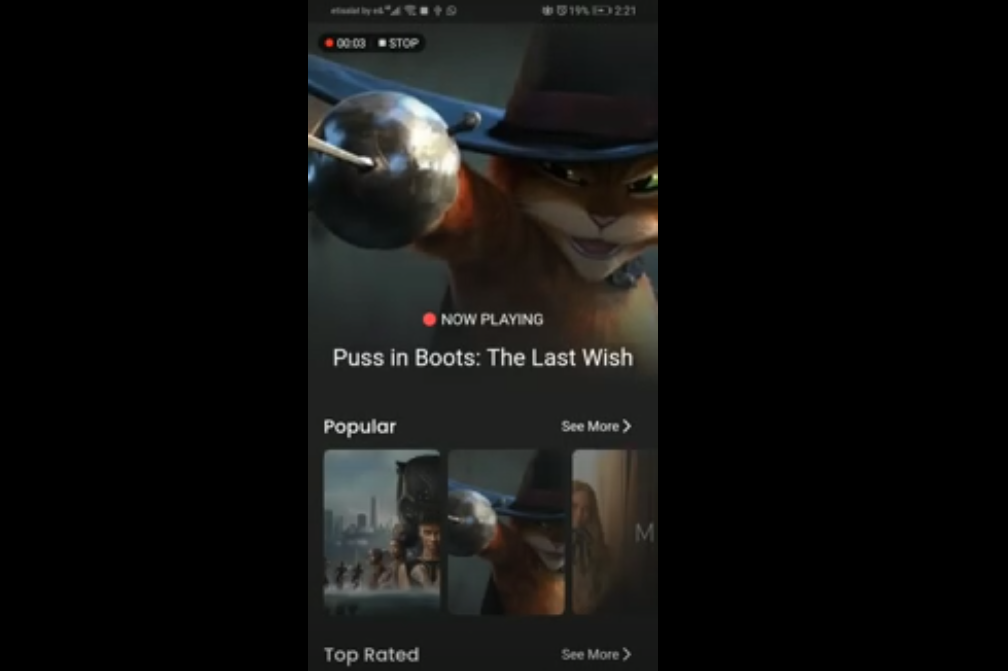 etisalat by e&
19% 2:21
00:03 STOP
NOW PLAYING
Puss in Boots: The Last Wish
Popular
See More
M
Top Rated
See More